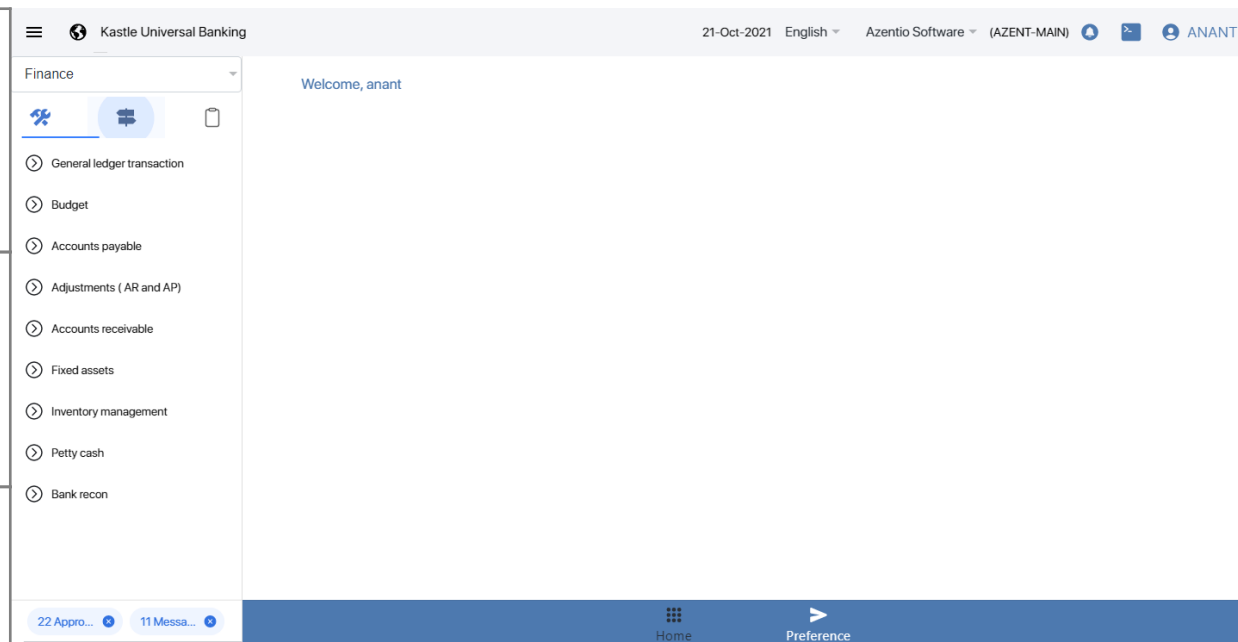 Kastle Universal Banking
21-Oct-2021 English Azentio Software (AZENT-MAIN) ANANT
Finance
Welcome, anant
General ledger transaction
Budget
Accounts payable
Adjustments ( AR and AP)
Accounts receivable
Fixed assets
Inventory management
Petty cash
Bank recon
22 Appro... 11 Messa...
Home Preference